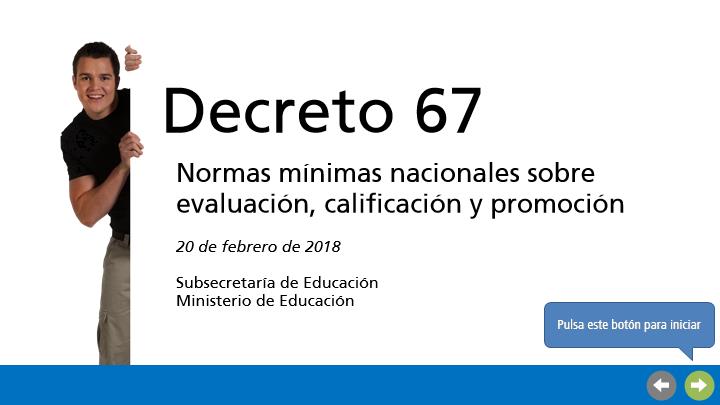 Decreto 67
Normas mínimas nacionales sobre
evaluación, calificación y promoción
20 de febrero de 2018
Subsecretaría de Educación
Ministerio de Educación
Pulsa este botón para iniciar